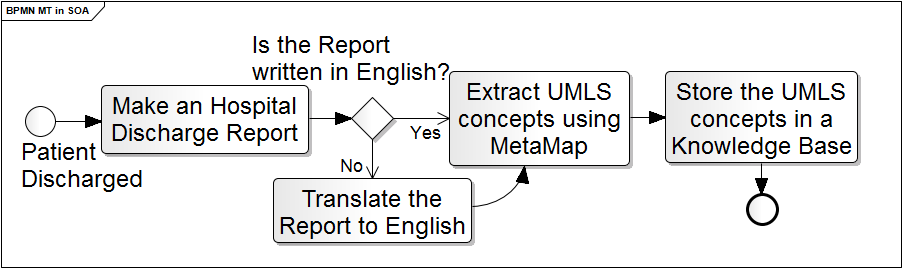 BPMN MT in SOA
Is the Report
written in English?
Make an Hospital
Discharge Report
Patient
Discharged
Yes
No
Translate the
Report to English
Extract UMLS
concepts using
MetaMap
Store the UMLS
concepts in a
Knowledge Base